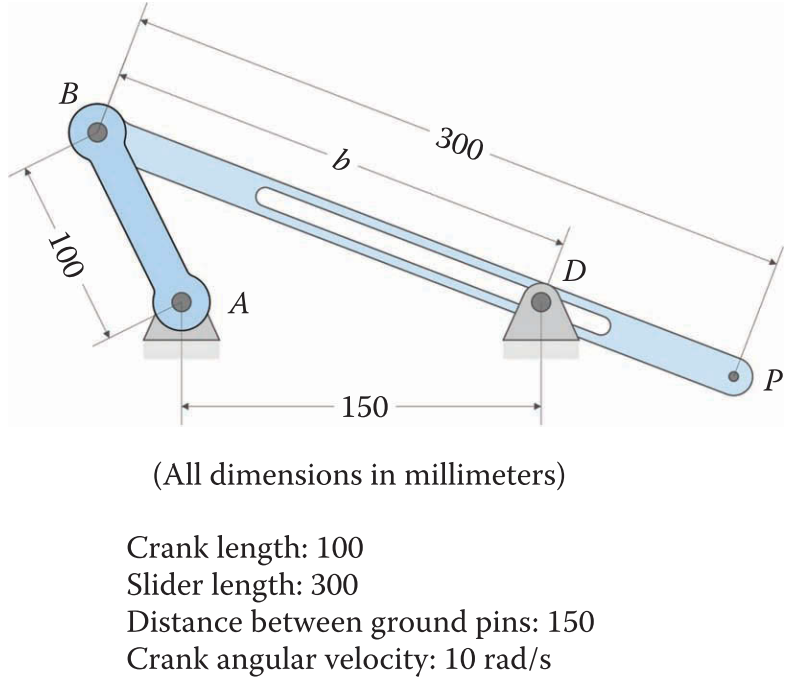 B
300
b
100
D
A
P
150
(All dimensions in millimeters)
Crank length: 100
Slider length: 300
Distance between ground pins: 150
Crank angular velocity: 10 rad/s